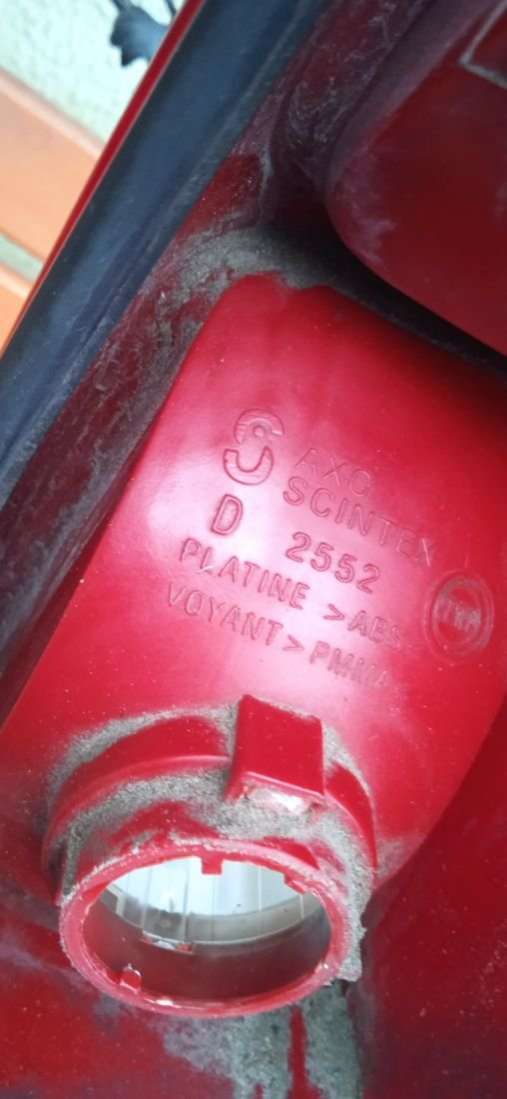 AXO
SCINTEX
D 2552
PLATINE >ABS
VOYANT> PMMA